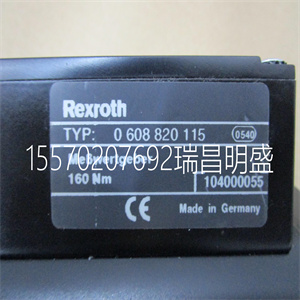 Rexroth
TYP: 0 608 820 115 0540
15570207692瑞昌明盛
Meßwertgeber
160 Nm 104000055
CE Made in Germany